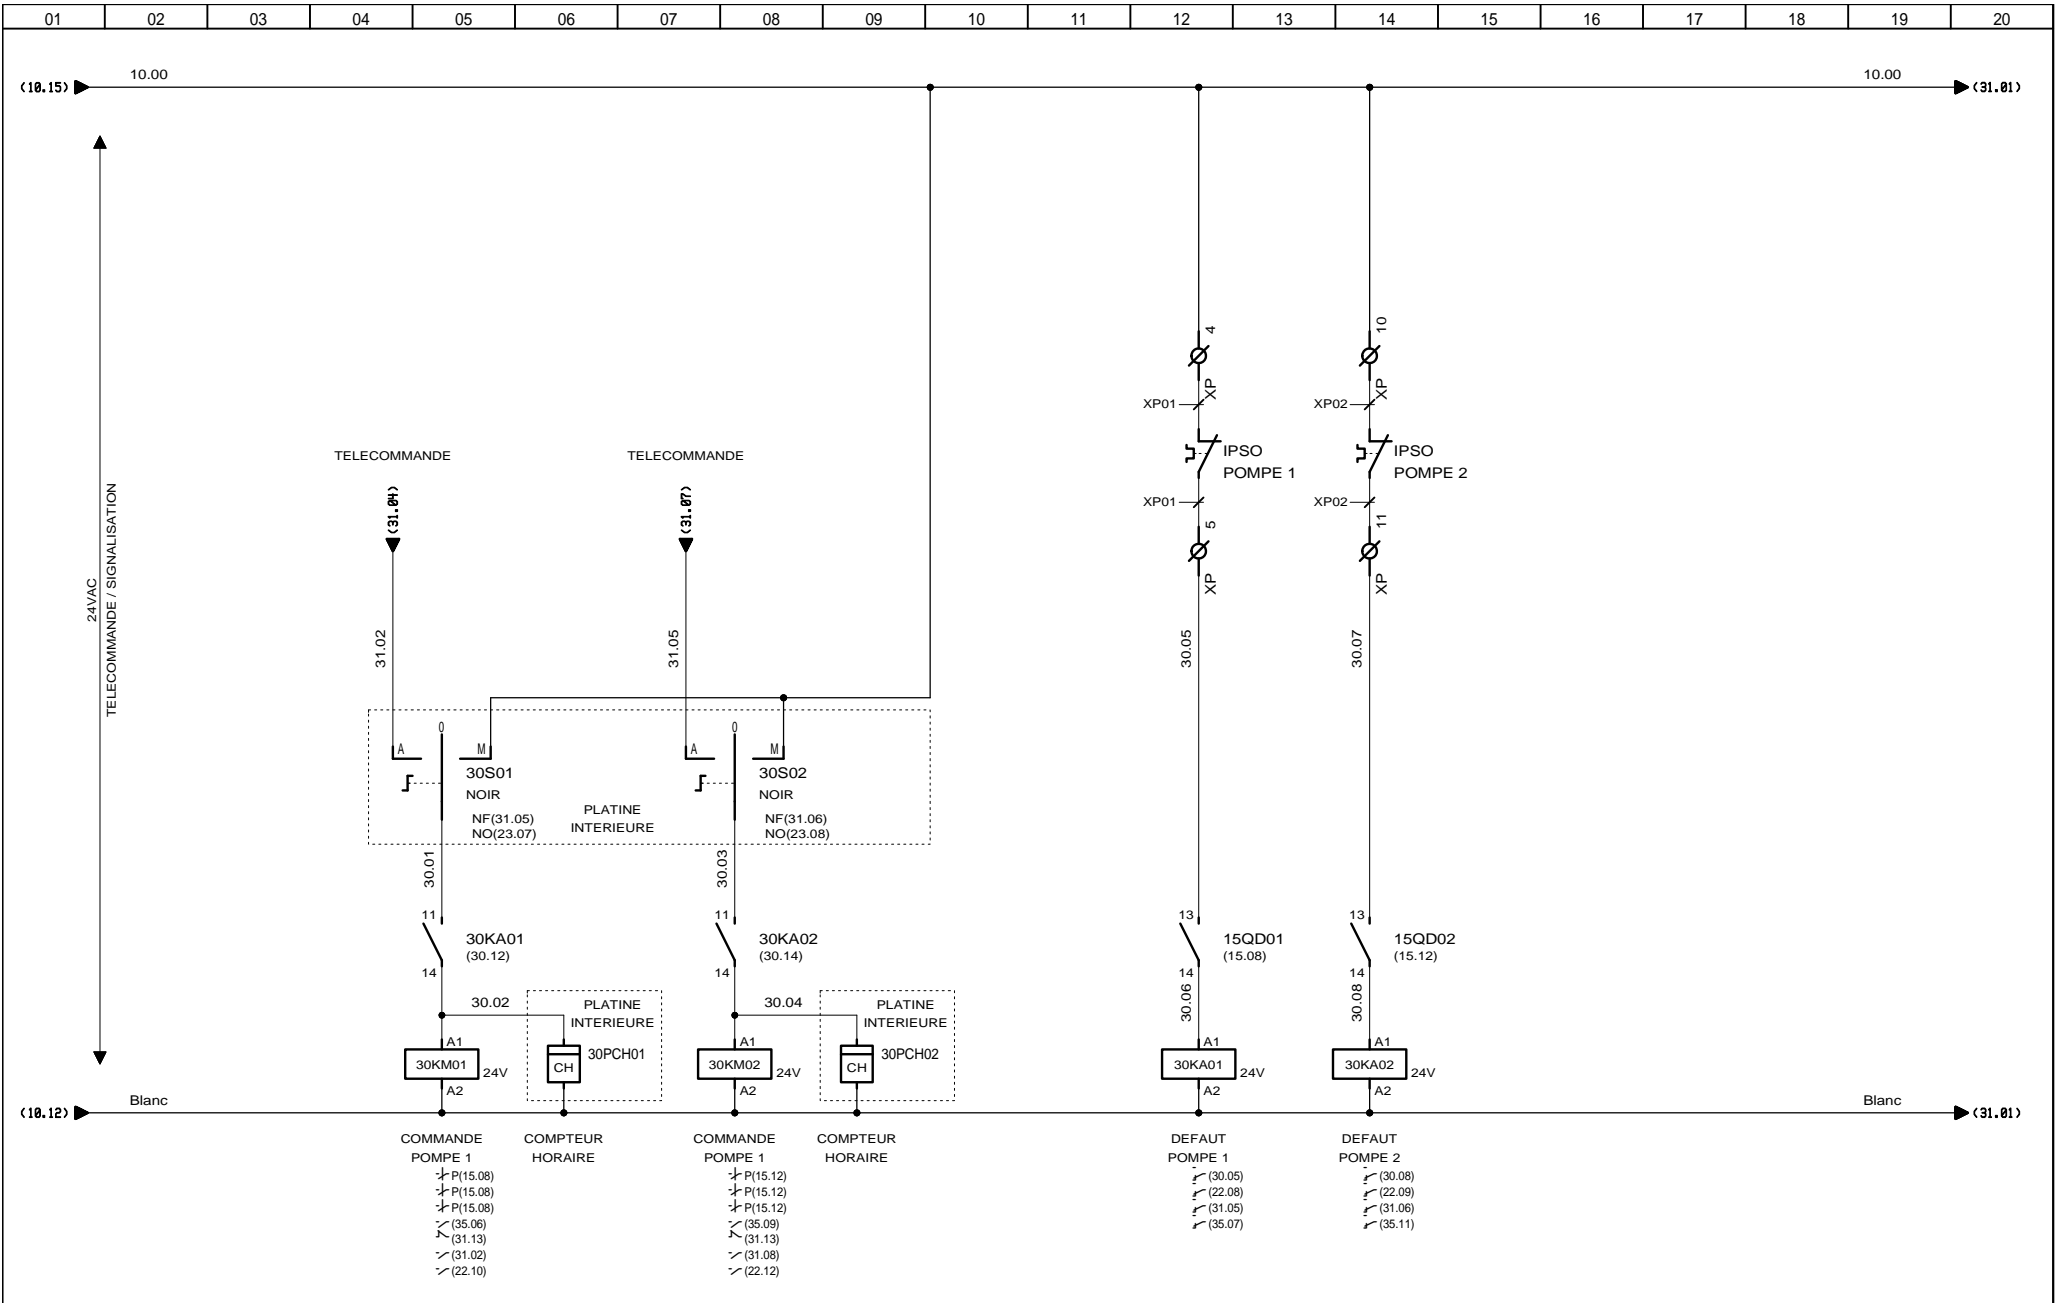 01 02 03 04 05 06 07 08 09 10 11 12 13 14 15 16 17 18 19 20
10.00 10.00
(10.15) (31.01)
24VAC
TELECOMMANDE / SIGNALISATION
4
XP
XP01
IPSO
POMPE 1
XP01
5
XP
30.05
10
XP
XP02
IPSO
POMPE 2
XP02
11
XP
30.07
TELECOMMANDE
(31.04)
31.02
TELECOMMANDE
(31.07)
31.05
A 0 M
30S01
NOIR
NF(31.05)
NO(23.07)
PLATINE
INTERIEURE
A 0 M
30S02
NOIR
NF(31.06)
NO(23.08)
30.01
11
30KA01
(30.12)
14
30.03
11
30KA02
(30.14)
14
13
15QD01
(15.08)
14
30.06
13
15QD02
(15.12)
14
30.08
30.02
PLATINE
INTERIEURE
30.04
PLATINE
INTERIEURE
A1
30KM01
24V
A2
CH
30PCH01
A1
30KM02
24V
A2
CH
30PCH02
A1
30KA01
24V
A2
A1
30KA02
24V
A2
Blanc Blanc
(10.12) (31.01)
COMMANDE
POMPE 1
P(15.08)
P(15.08)
P(15.08)
(35.06)
(31.13)
(31.02)
(22.10)
COMPTEUR
HORAIRE
COMMANDE
POMPE 1
P(15.12)
P(15.12)
P(15.12)
(35.09)
(31.13)
(31.08)
(22.12)
COMPTEUR
HORAIRE
DEFAUT
POMPE 1
(30.05)
(22.08)
(31.05)
(35.07)
DEFAUT
POMPE 2
(30.08)
(22.09)
(31.06)
(35.11)